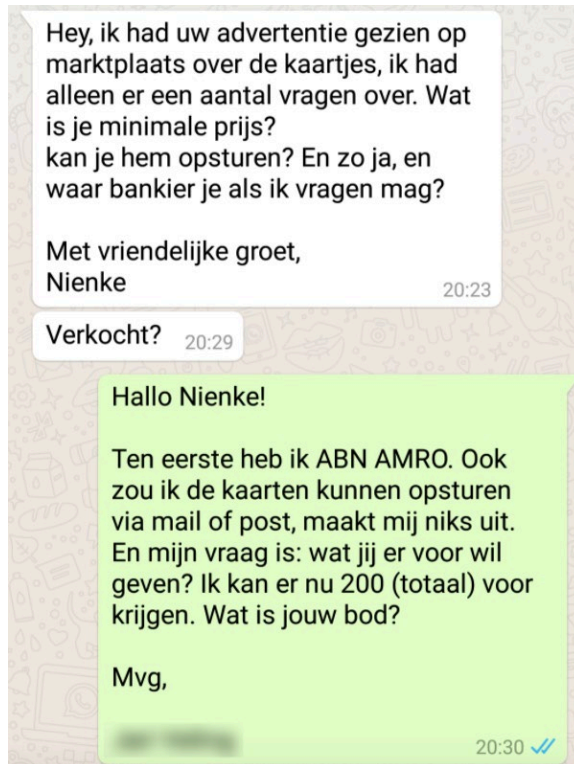 Hey, ik had uw advertentie gezien op
marktplaats over de kaartjes, ik had
alleen er een aantal vragen over. Wat
is je minimale prijs?
kan je hem opsturen? En zo ja, en
waar bankier je als ik vragen mag?
Met vriendelijke groet,
Nienke
20:23
Verkocht? 20:29
Hallo Nienke!
Ten eerste heb ik ABN AMRO. Ook
zou ik de kaarten kunnen opsturen
via mail of post, maakt mij niks uit.
En mijn vraag is: wat jij er voor wil
geven? Ik kan er nu 200 (totaal) voor
krijgen. Wat is jouw bod?
Mvg,
20:30